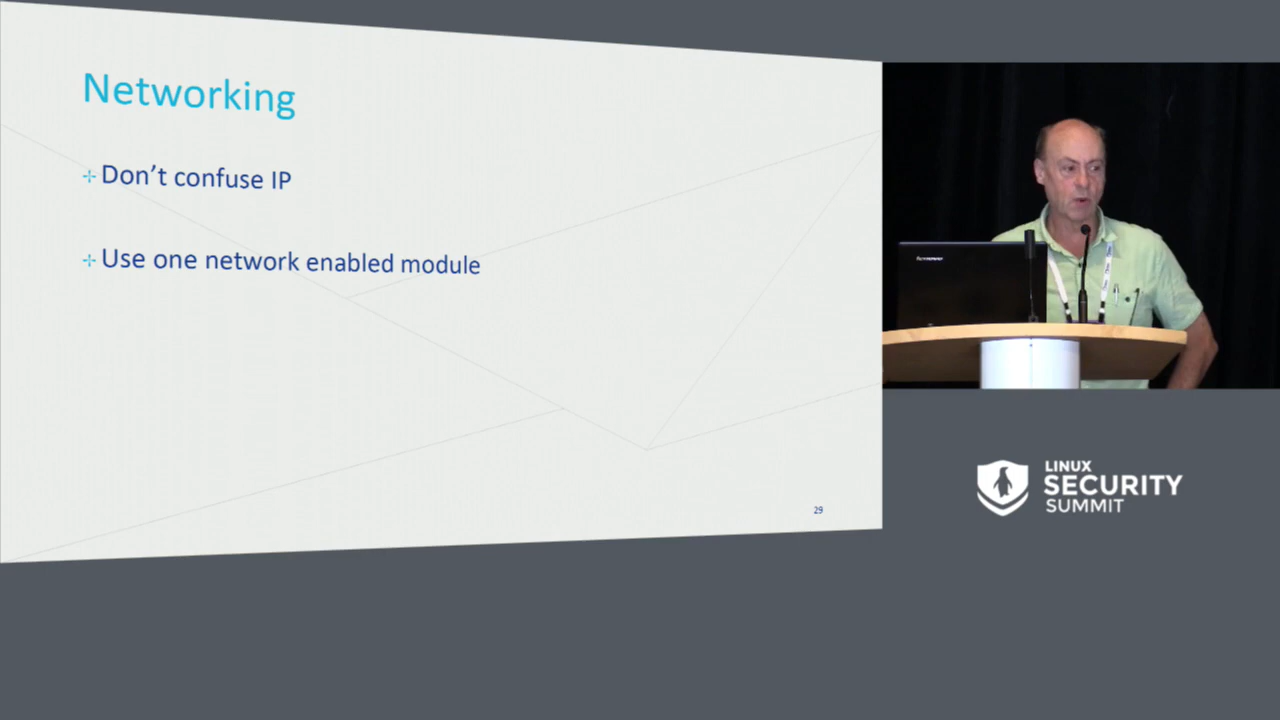 Networking
Don't confuse IP
Use one network enabled module
29
LINUX
SECURITY
SUMMIT